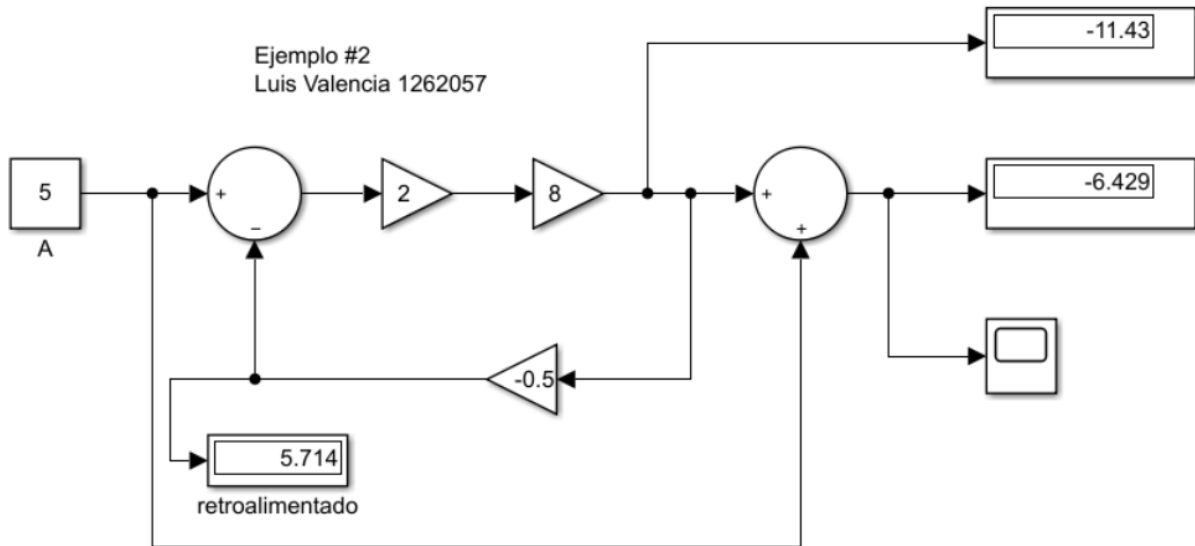 -11.43
Ejemplo #2
Luis Valencia 1262057
5
+
2
8
+
-6.429
−
+
A
-0.5
5.714
retroalimentado